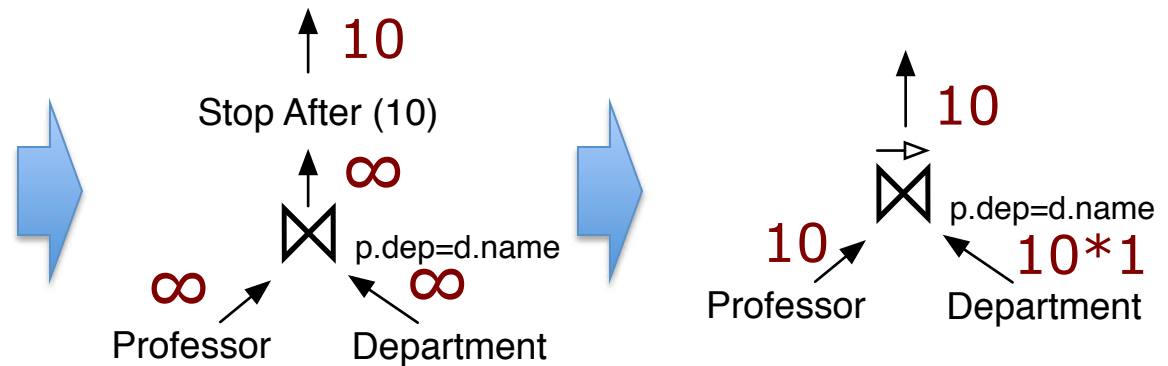 10
Stop After (10)
∞
p.dep=d.name
∞ ∞
Professor Department
10
p.dep=d.name
10 10*1
Professor Department